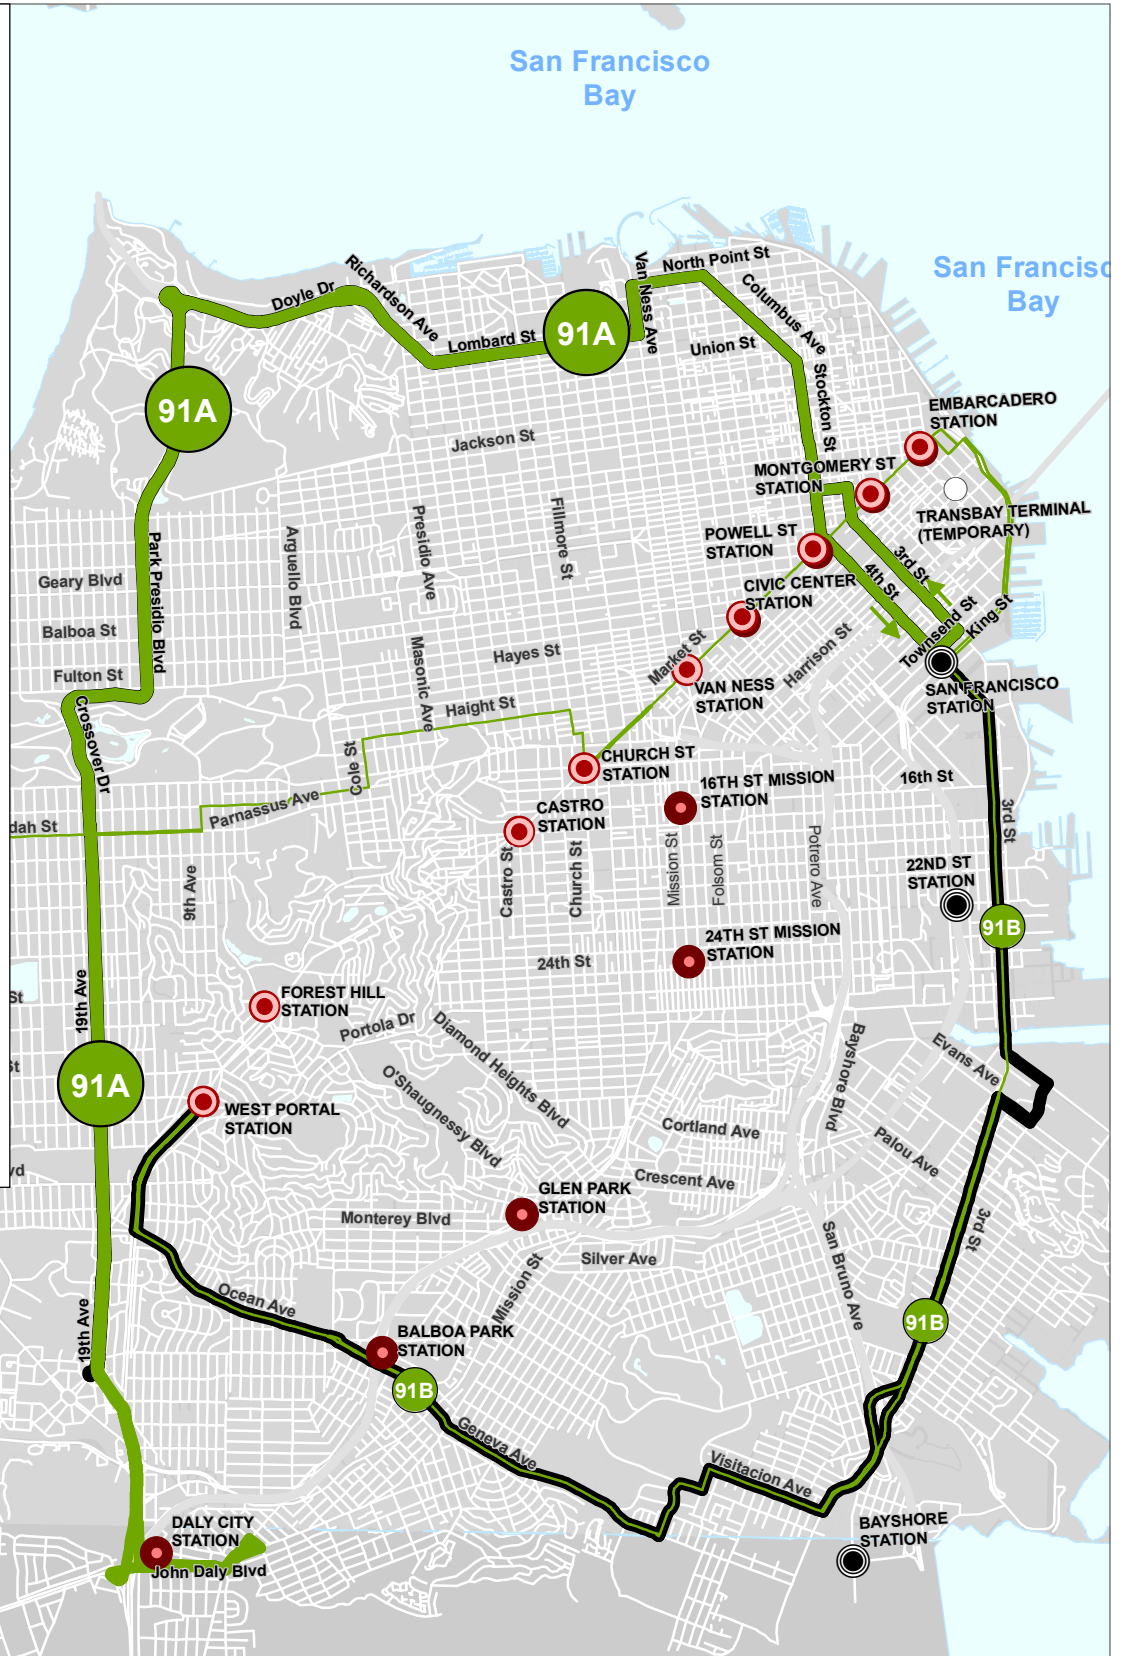 San Francisco
Bay
San Francisc
Bay
Van Ness Ave
North Point St
Richardson Ave
Doyle Dr
Columbus Ave
Lombard St
91A
Union St
91A
Stockton St
EMBARCADERO
STATION
Jackson St
MONTGOMERY ST
STATION
TRANSBAY TERMINAL
(TEMPORARY)
Fillmore St
Presidio Ave
Arguello Blvd
Park Presidio Blvd
POWELL ST
STATION
3rd St
4th St
Geary Blvd
CIVIC CENTER
STATION
Balboa St
Townsend St
King St
Masonic Ave
Hayes St
Market St
Harrison St
Fulton St
VAN NESS
STATION
SAN FRANCISCO
STATION
Crossover Dr
Haight St
Cole St
CHURCH ST
STATION
16TH ST MISSION
STATION
16th St
CASTRO
STATION
Parnassus Ave
dah St
3rd St
9th Ave
Castro St
Church St
Mission St
Folsom St
Potrero Ave
22ND ST
STATION
91B
24TH ST MISSION
STATION
24th St
St
19th Ave
FOREST HILL
STATION
Portola Dr
Diamond Heights Blvd
Bayshore Blvd
Evans Ave
St
91A
O'Shaugnessy Blvd
WEST PORTAL
STATION
Cortland Ave
Palou Ave
vd
Crescent Ave
GLEN PARK
STATION
Monterey Blvd
3rd St
Silver Ave
San Bruno Ave
Mission St
Ocean Ave
19th Ave
BALBOA PARK
STATION
91B
91B
Geneva Ave
Visitacion Ave
DALY CITY
STATION
BAYSHORE
STATION
John Daly Blvd